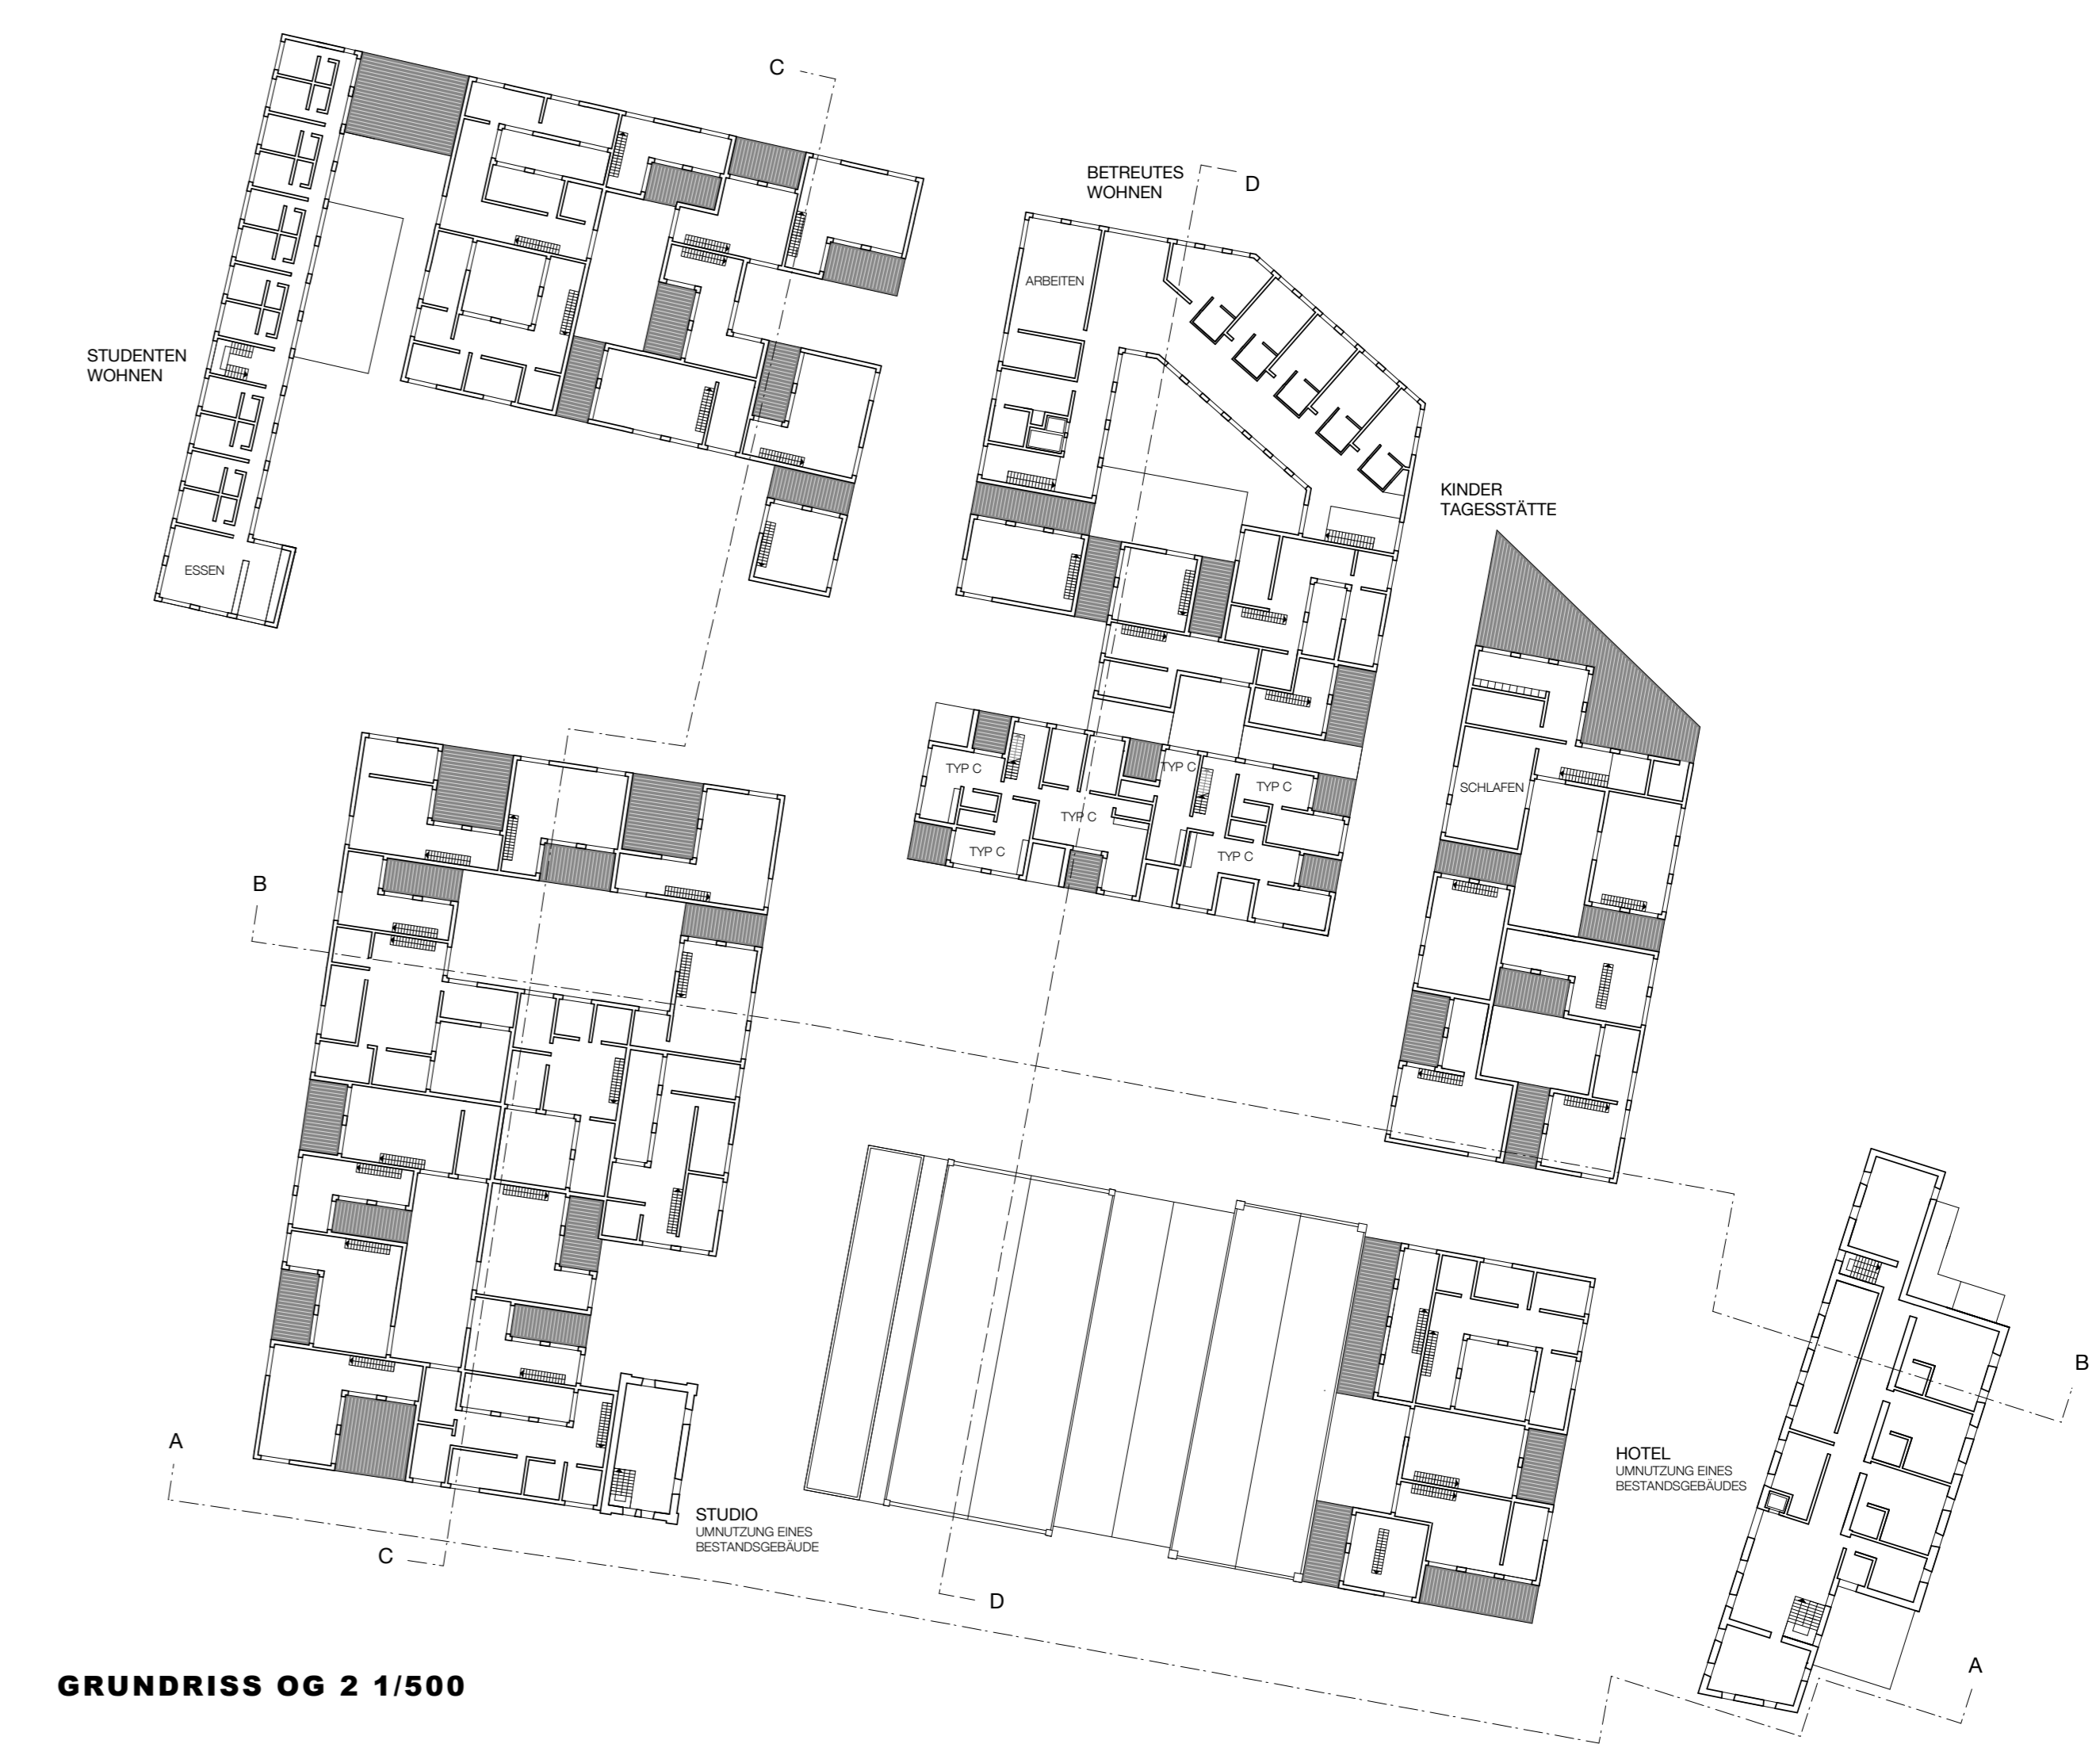 C
BETREUTES
WOHNEN
D
ARBEITEN
STUDENTEN
WOHNEN
KINDER
TAGESSTÄTTE
ESSEN
TYP C
TYP C
TYP C
TYP C
TYP C
TYP C
SCHLAFEN
B
B
A
HOTEL
UMNUTZUNG EINES
BESTANDSGEBÄUDES
STUDIO
UMNUTZUNG EINES
BESTANDSGEBÄUDE
C
D
A
GRUNDRISS OG 2 1/500